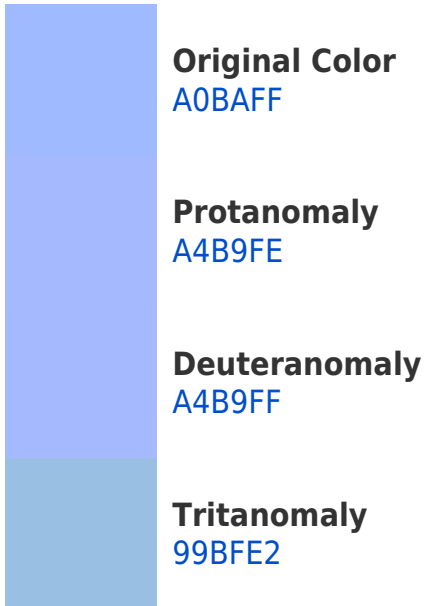 Original Color
A0BAFF
Protanomaly
A4B9FE
Deuteranomaly
A4B9FF
Tritanomaly
99BFE2